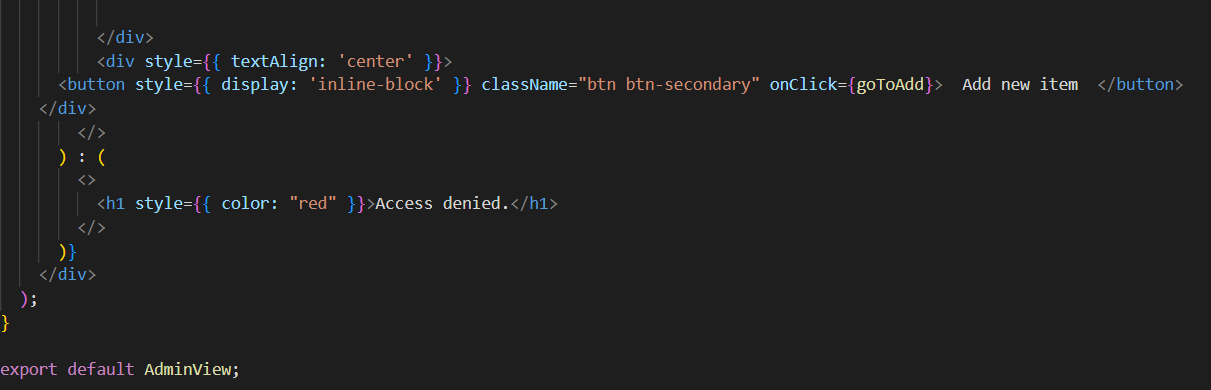 </div>
<div style={{ textAlign: 'center' }}>
<button style={{ display: 'inline-block' }} className="btn btn-secondary" onClick={goToAdd}>  Add new item  </button>
</div>
</>
) : (
<>
<h1 style={{ color: "red" }}>Access denied.</h1>
</>
)}
</div>
);
}
export default AdminView;